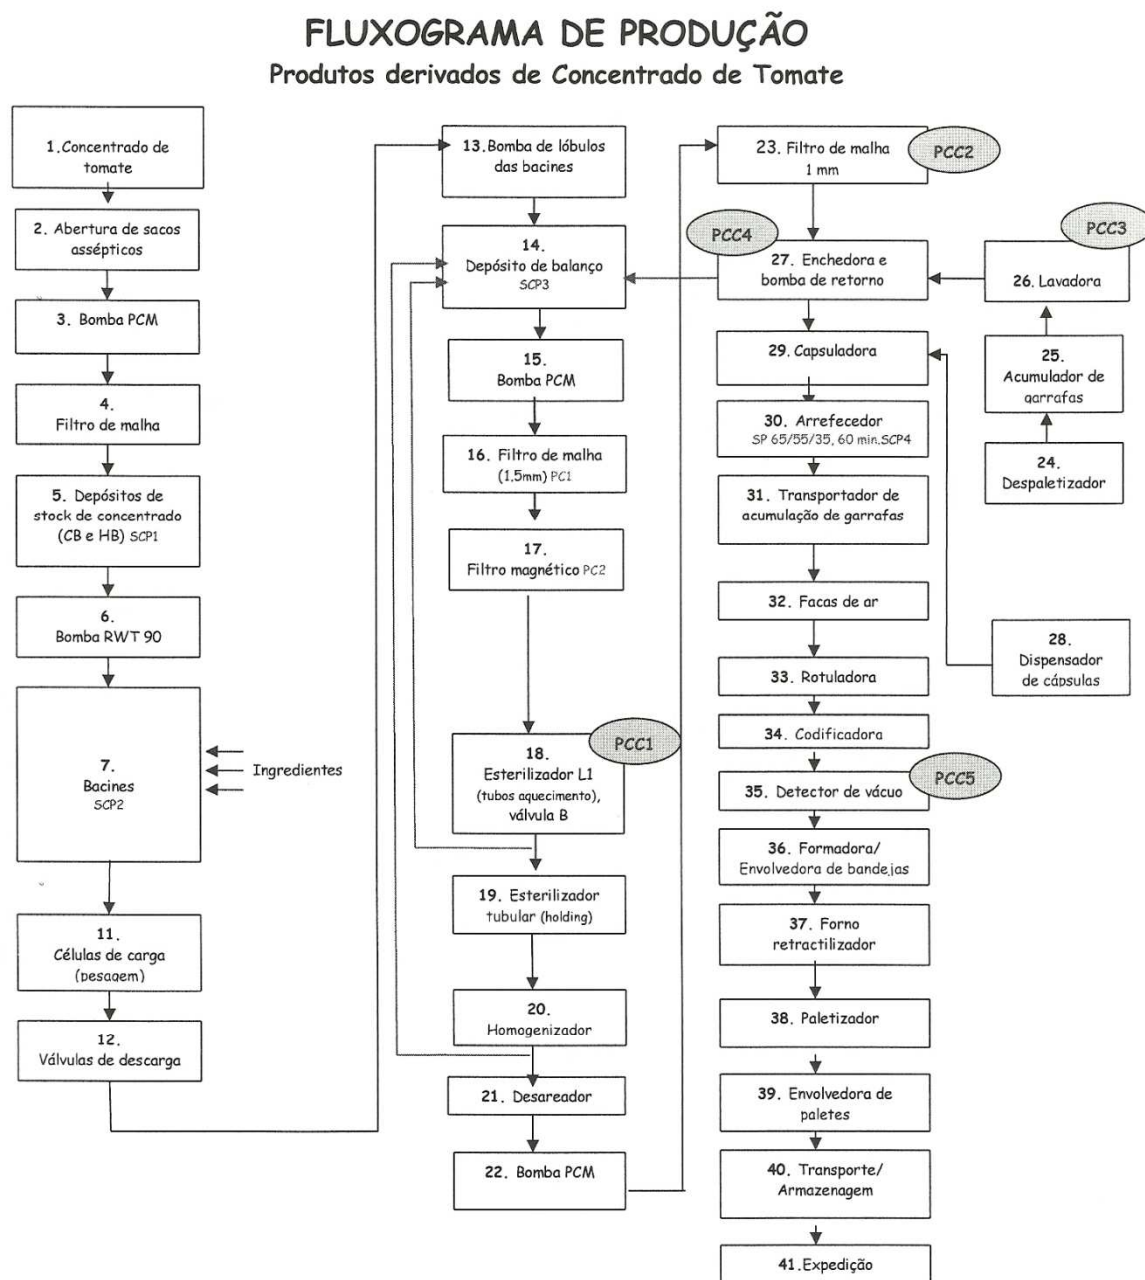 FLUXOGRAMA DE PRODUÇÃO
Produtos derivados de Concentrado de Tomate
1.Concentrado de
tomate
2. Abertura de sacos
assépticos
3. Bomba PCM
4.
Filtro de malha
5. Depósitos de
stock de concentrado
(CB e HB) SCP1
6.
Bomba RWT 90
7.
Bacines
SCP2
Ingredientes
11.
Células de carga
(pesagem)
12.
Válvulas de descarga
13.Bomba de lóbulos
das bacines
14.
Depósito de balanço
SCP3
15.
Bomba PCM
16. Filtro de malha
(1.5mm) PC1
17.
Filtro magnético PC2
PCC1
18.
Esterilizador L1
(tubos aquecimento),
válvula B
19. Esterilizador
tubular (holding)
20.
Homogenizador
21. Desareador
22. Bomba PCM
23. Filtro de malha
1 mm
PCC2
PCC4
27. Enchedora e
bomba de retorno
PCC3
26. Lavadora
25.
Acumulador de
garrafas
24.
Despaletizador
28.
Dispensador
de cápsulas
29. Capsuladora
30. Arrefecedor
SP 65/55/35, 60 min.SCP4
31. Transportador de
acumulação de garrafas
32. Facas de ar
33. Rotuladora
34. Codificadora
PCC5
35. Detector de vácuo
36. Formadora/
Envolvedora de bandejas
37. Forno
retractilizador
38. Paletizador
39. Envolvedora de
paletes
40. Transporte/
Armazenagem
41.Expedição